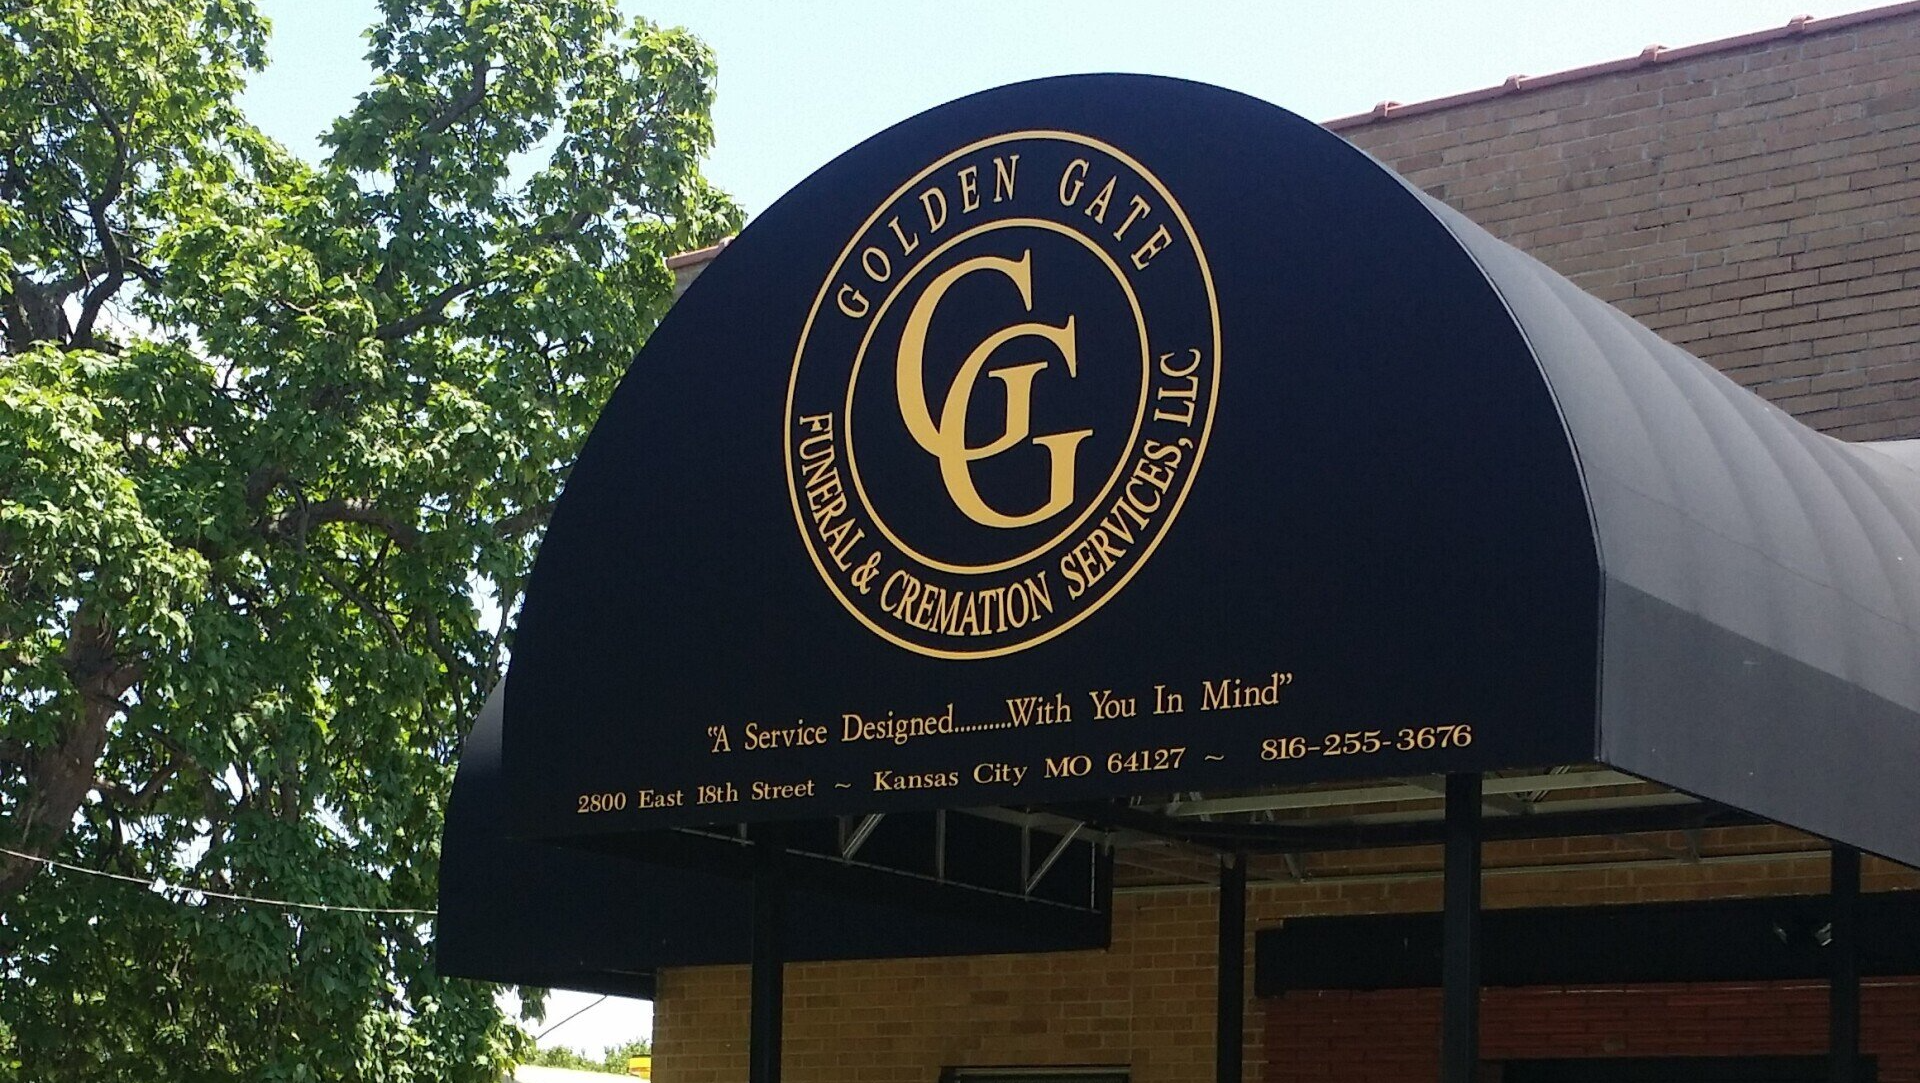 GOLDEN GATE
GG
FUNERAL & CREMATION SERVICES, LLC
“A Service Designed..........With You In Mind”
2800 East 18th Street ~ Kansas City MO 64127 ~ 816-255-3676